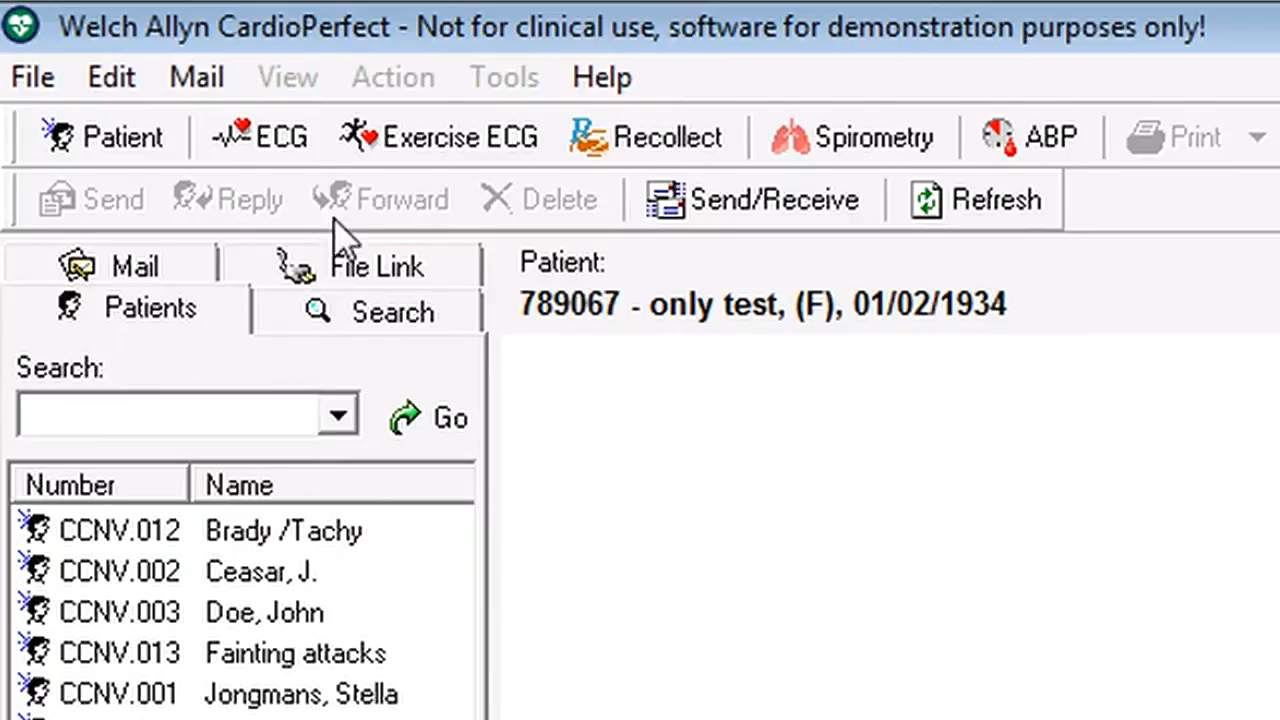 Welch Allyn CardioPerfect - Not for clinical use, software for demonstration purposes only!
File Edit Mail View Action Tools Help
Patient ECG Exercise ECG Recollect Spirometry ABP Print
Send Reply Forward Delete Send/Receive Refresh
Mail File Link
Patients Search
Patient:
789067 - only test, (F), 01/02/1934
Search:
Go
Number Name
CCNV.012 Brady /Tachy
CCNV.002 Ceasar, J.
CCNV.003 Doe, John
CCNV.013 Fainting attacks
CCNV.001 Jongmans, Stella